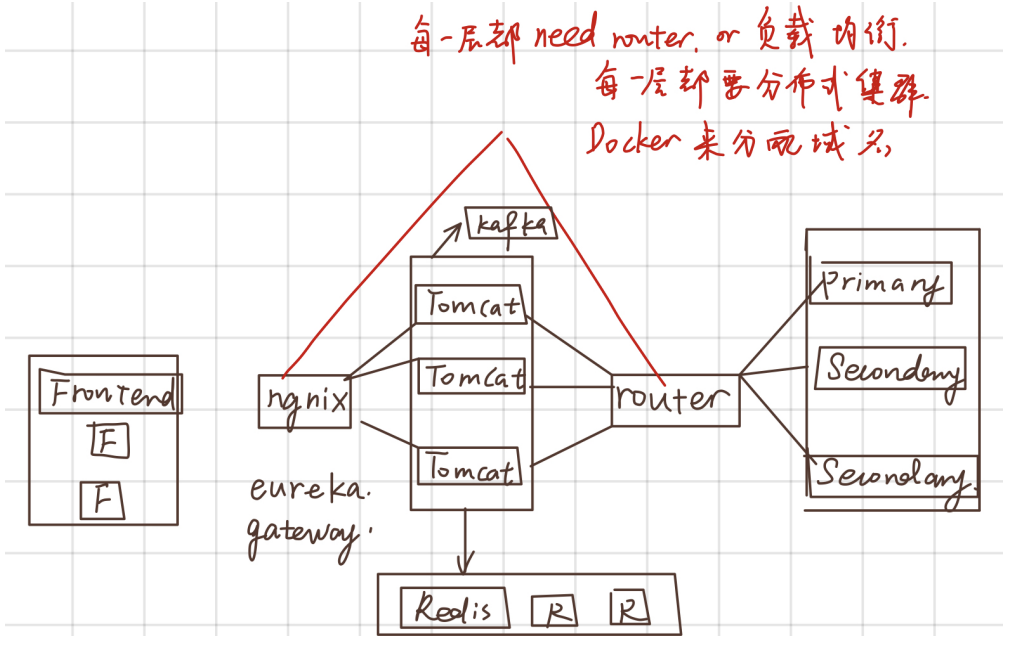 每一层都 need router. or 负载均衡.
每一层都要分布式集群.
Docker 来分配域名
kafka
Tomcat
Primary
Frontend
ngnix
Tomcat
router
Secondary
F
F
Tomcat
Secondary.
eureka.
gateway.
Redis
R
R